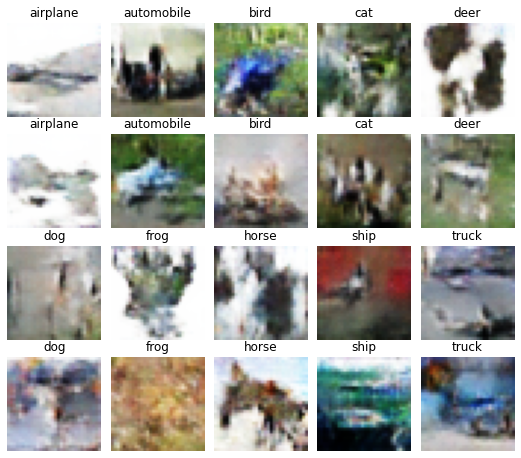 airplane automobile bird cat deer
airplane automobile bird cat deer
dog frog horse ship truck
dog frog horse ship truck